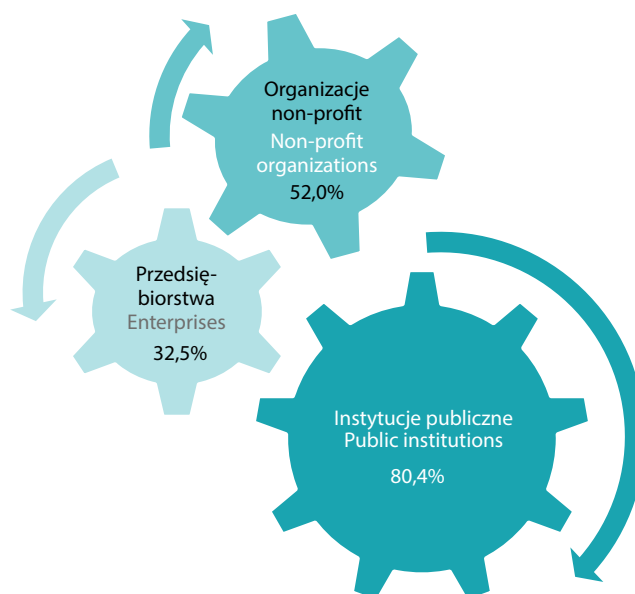 Organizacje
non-profit
Non-profit
organizations
52,0%
Przedsię-
biorstwa
Enterprises
32,5%
Instytucje publiczne
Public institutions
80,4%